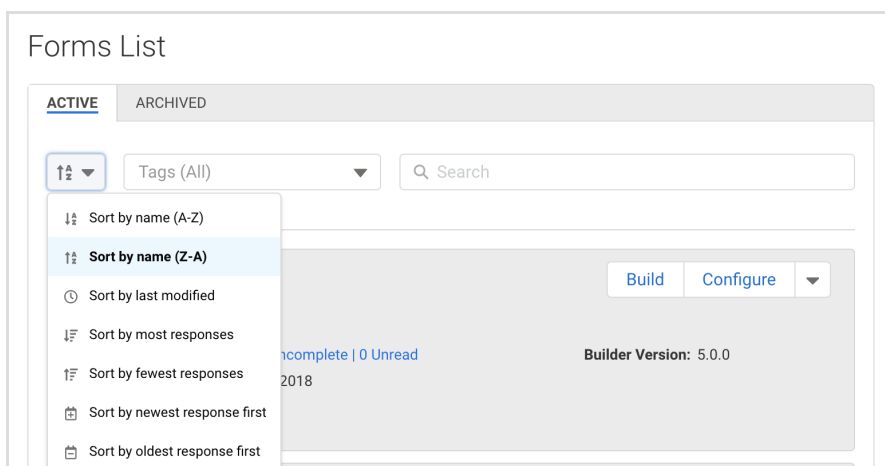 Forms List
ACTIVE ARCHIVED
Tags (All) Search
Sort by name (A-Z)
Sort by name (Z-A)
Sort by last modified
Sort by most responses
Sort by fewest responses
Sort by newest response first
Sort by oldest response first
Build Configure
| 0 Unread Builder Version: 5.0.0
2018